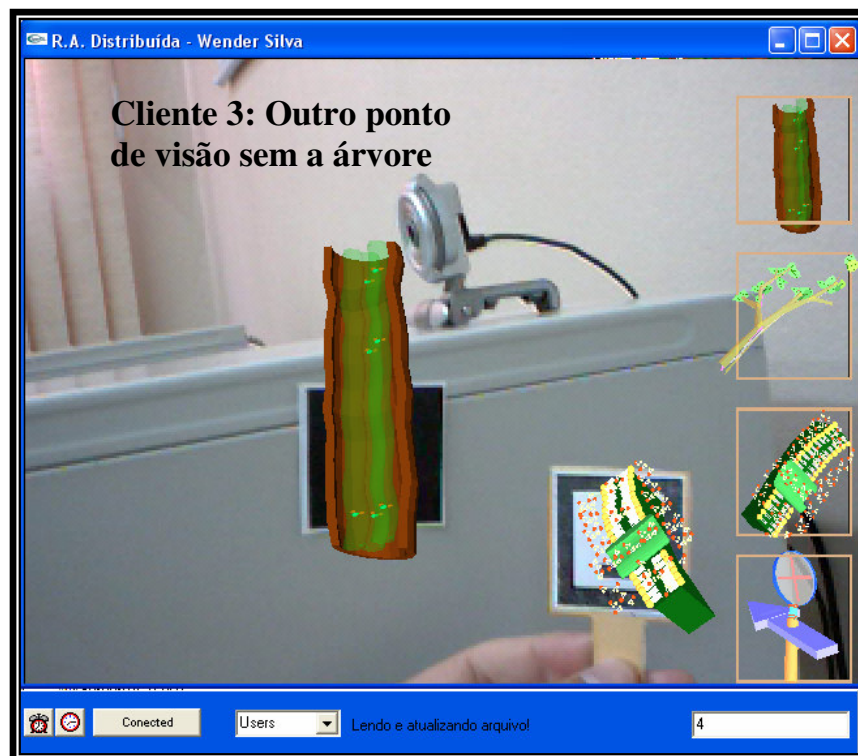 R.A. Distribuída - Wender Silva
Cliente 3: Outro ponto
de visão sem a árvore
Conected
Users
Lendo e atualizando arquivo!
4